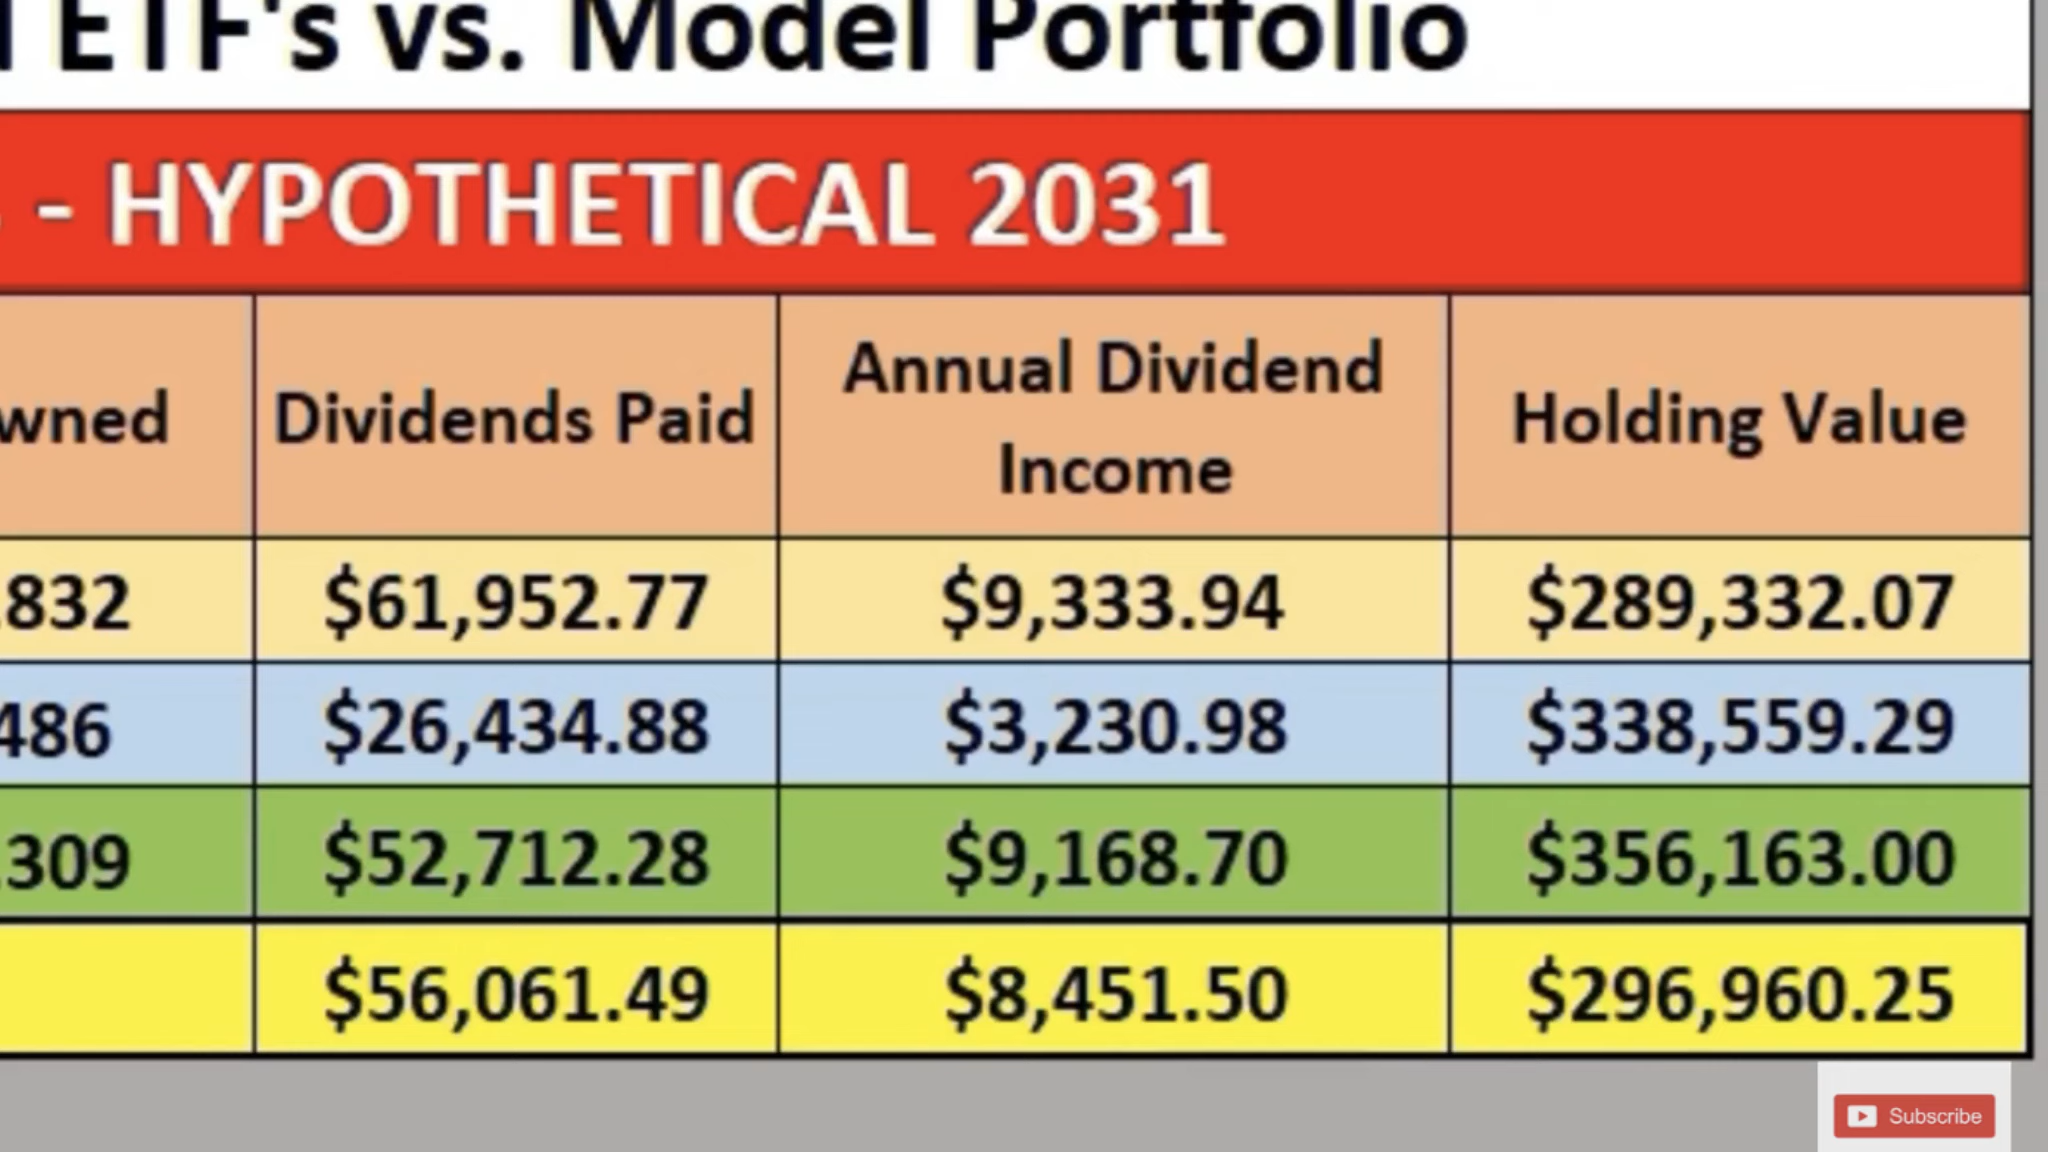 ETF's vs. Model Portfolio
- HYPOTHETICAL 2031
Dividends Paid
Annual Dividend
Income
Holding Value
832 $61,952.77 $9,333.94 $289,332.07
486 $26,434.88 $3,230.98 $338,559.29
309 $52,712.28 $9,168.70 $356,163.00
$56,061.49 $8,451.50 $296,960.25
Subscribe